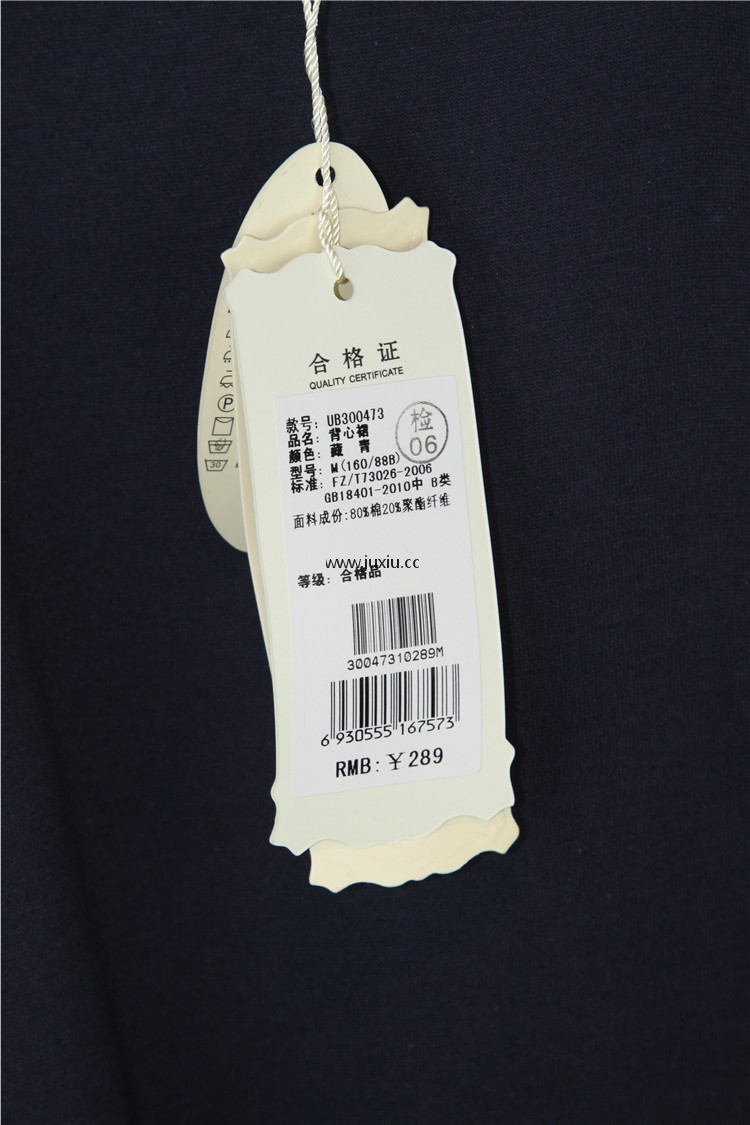 合格证
QUALITY CERTIFICATE
款号: UB300473
品名: 背心裙
颜色: 藏 青
型号: M(160/88B)
标准: FZ/T73026-2006
GB18401-2010中 B类
面料成份:80%棉20%聚酯纤维
检
06
www.juxiu.cc
等级: 合格品
30047310289M
6 930555 167573
RMB: ￥289
P
30